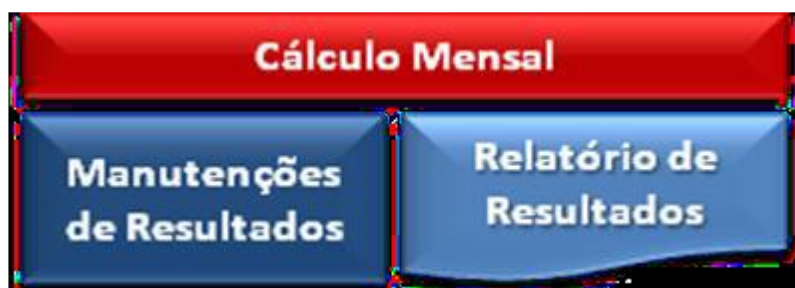 Cálculo Mensal
Manutenções
de Resultados
Relatório de
Resultados